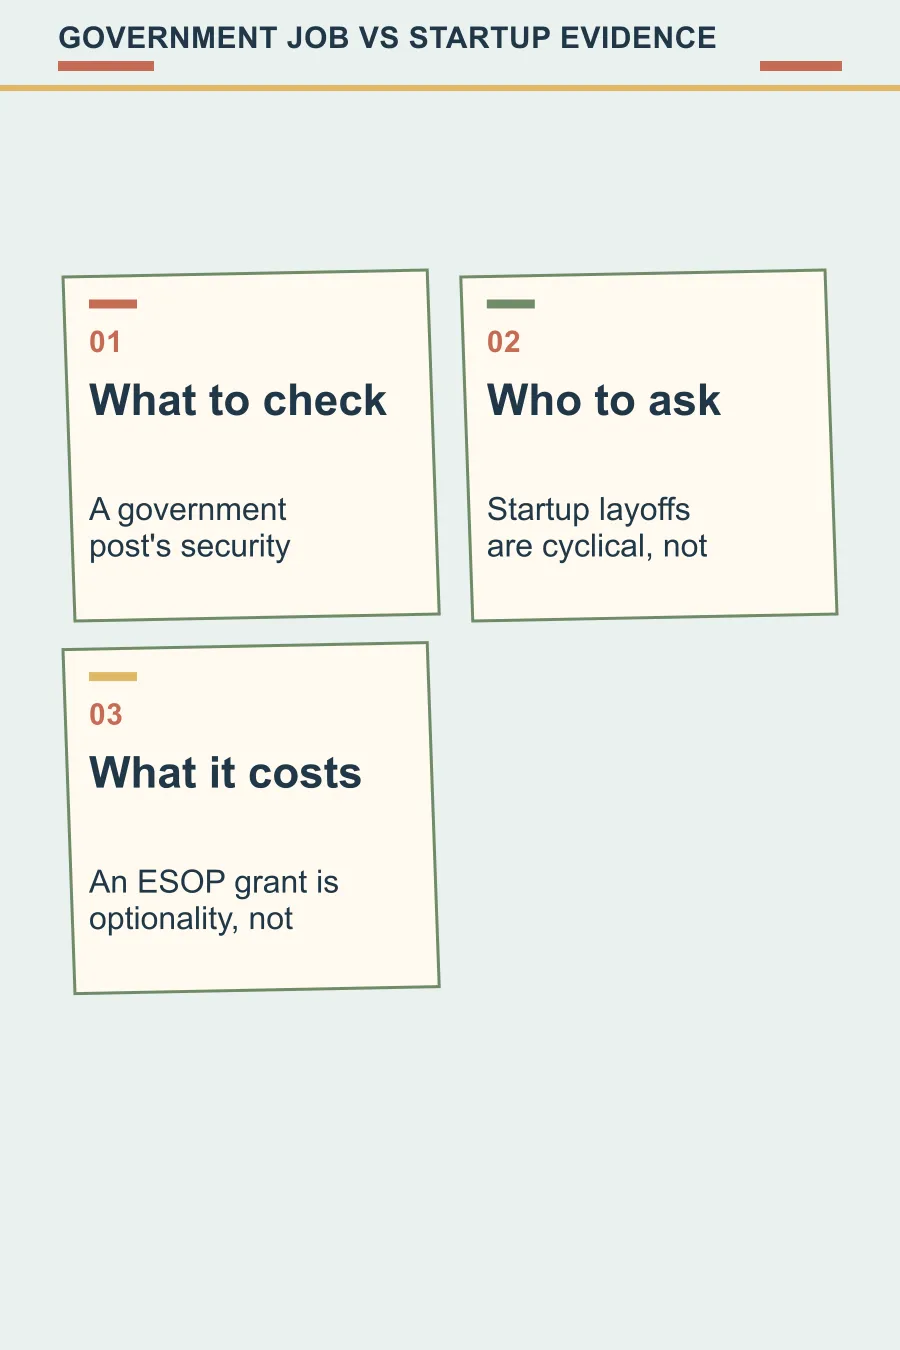 GOVERNMENT JOB VS STARTUP EVIDENCE
01
What to check
A government
post's security
02
Who to ask
Startup layoffs
are cyclical, not
03
What it costs
An ESOP grant is
optionality, not